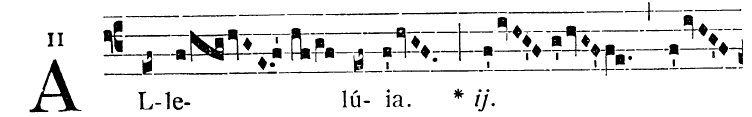 II
A L-le- lú- ia. * ij.